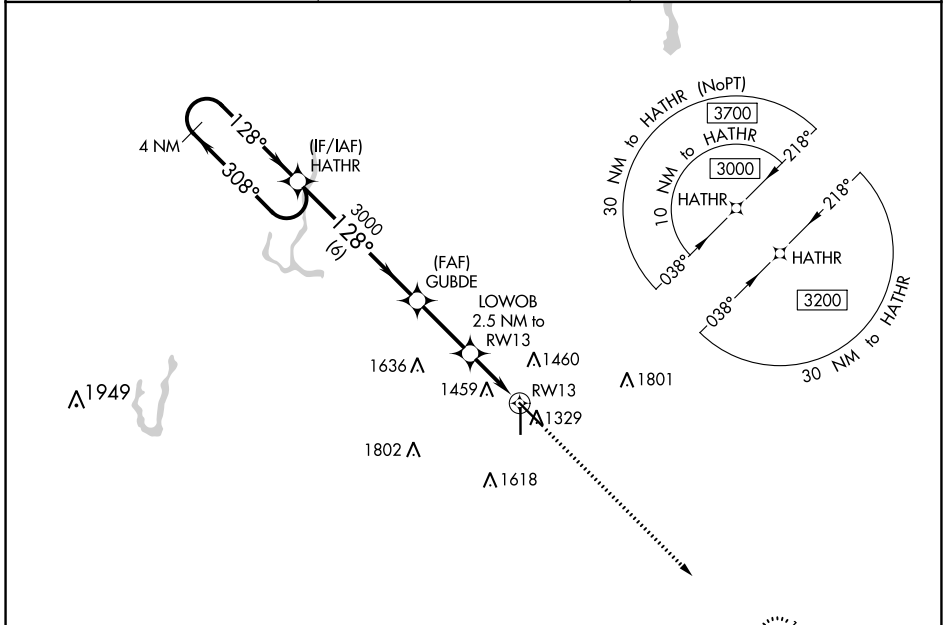 30 NM to HATHR (NoPT)
3700
10 NM to HATHR
3000
218°
HATHR
038°
218°
HATHR
038°
3200
30 NM to HATHR
4 NM
128°
308°
(IF/IAF)
HATHR
3000
128°
(6)
(FAF)
GUBDE
LOWOB
2.5 NM to
RW13
1636
1460
1459
RW13
1801
1949
1329
1802
1618